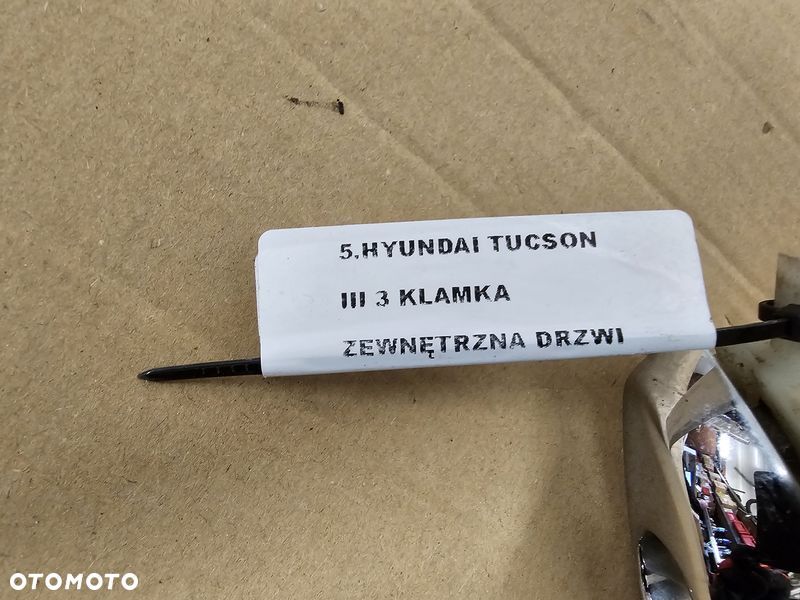 5.HYUNDAI TUCSON
III 3 KLAMKA
ZEWNĘTRZNA DRZWI
OTOMOTO